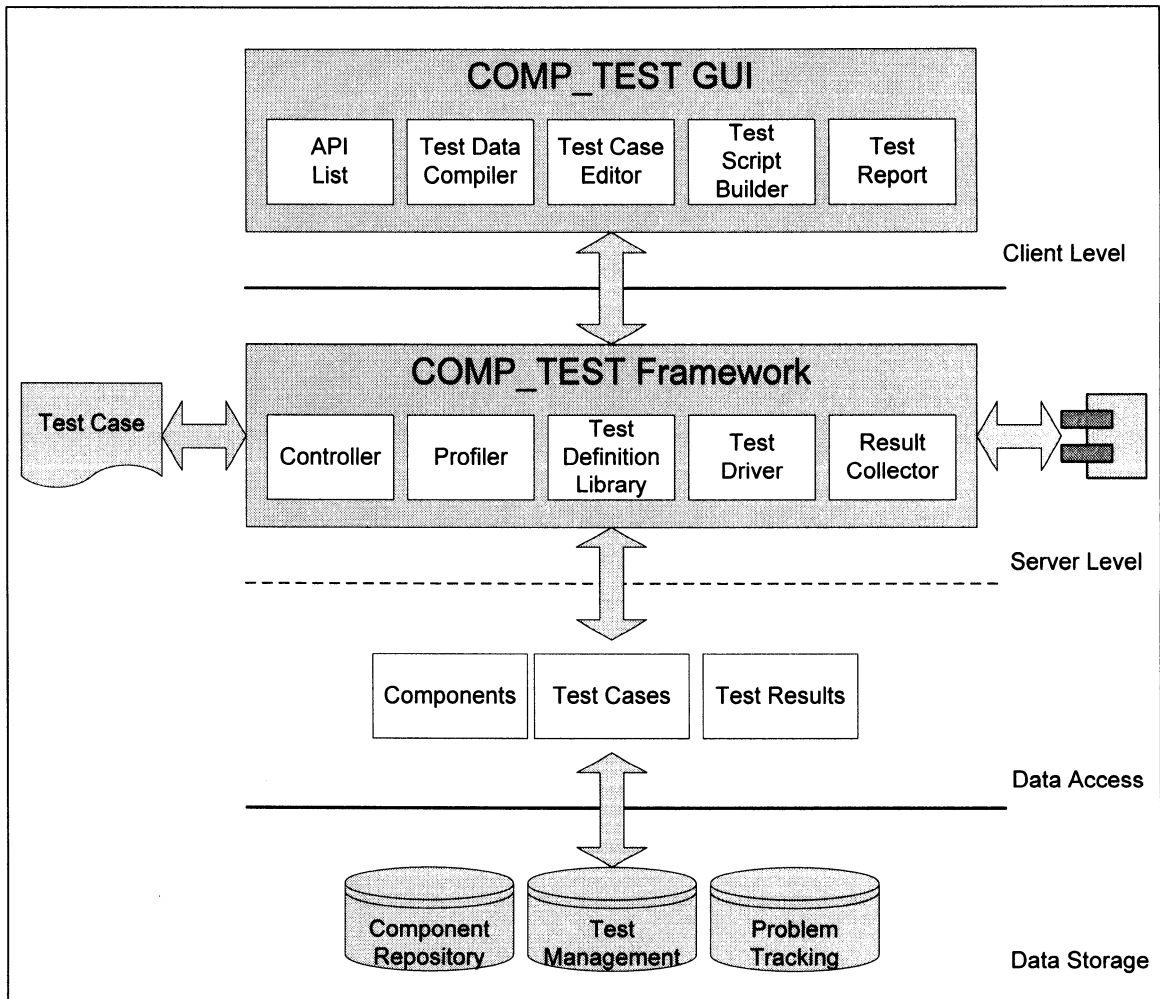 COMP_TEST GUI
API
List
Test Data
Compiler
Test Case
Editor
Test
Script
Builder
Test
Report
Client Level
COMP_TEST Framework
Test Case
Controller
Profiler
Test
Definition
Library
Test
Driver
Result
Collector
Server Level
Components
Test Cases
Test Results
Data Access
Component
Repository
Test
Management
Problem
Tracking
Data Storage